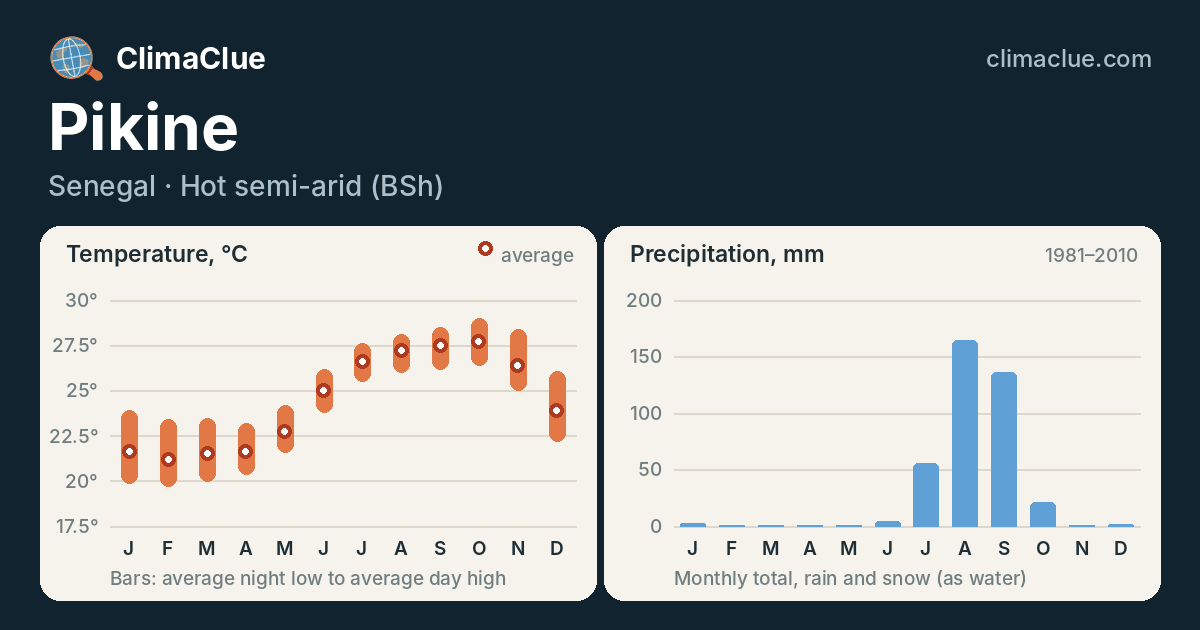 ClimaClue
climaclue.com
Pikine
Senegal · Hot semi-arid (BSh)
Temperature, °C
average
30°
27.5°
25°
22.5°
20°
17.5°
J F M A M J J A S O N D
Bars: average night low to average day high
Precipitation, mm
1981–2010
200
150
100
50
0
J F M A M J J A S O N D
Monthly total, rain and snow (as water)